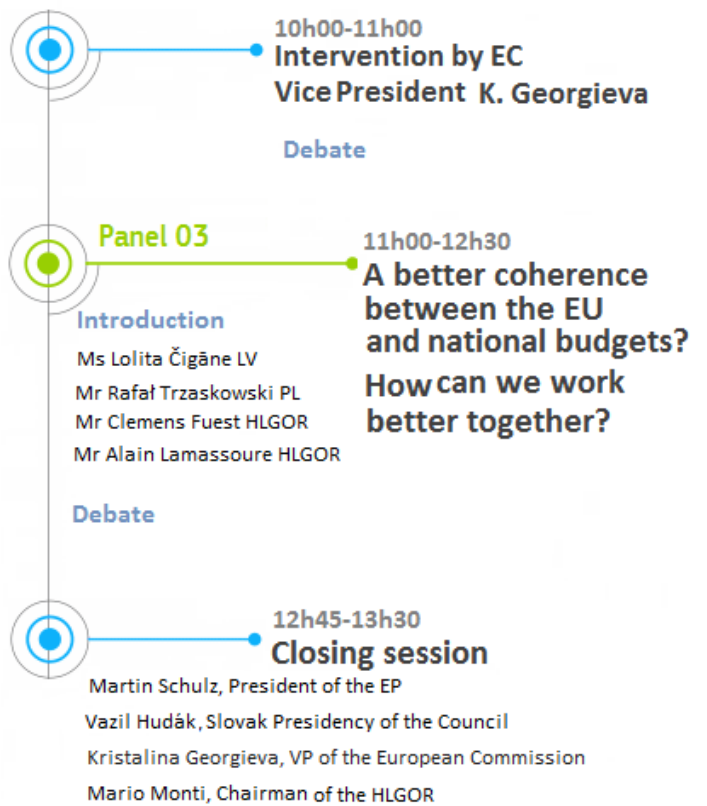 10h00-11h00
Intervention by EC
Vice President K. Georgieva
Debate
Panel 03
11h00-12h30
A better coherence
between the EU
and national budgets?
How can we work
better together?
Introduction
Ms Lolita Čigāne LV
Mr Rafał Trzaskowski PL
Mr Clemens Fuest HLGOR
Mr Alain Lamassoure HLGOR
Debate
12h45-13h30
Closing session
Martin Schulz, President of the EP
Vazil Hudák, Slovak Presidency of the Council
Kristalina Georgieva, VP of the European Commission
Mario Monti, Chairman of the HLGOR